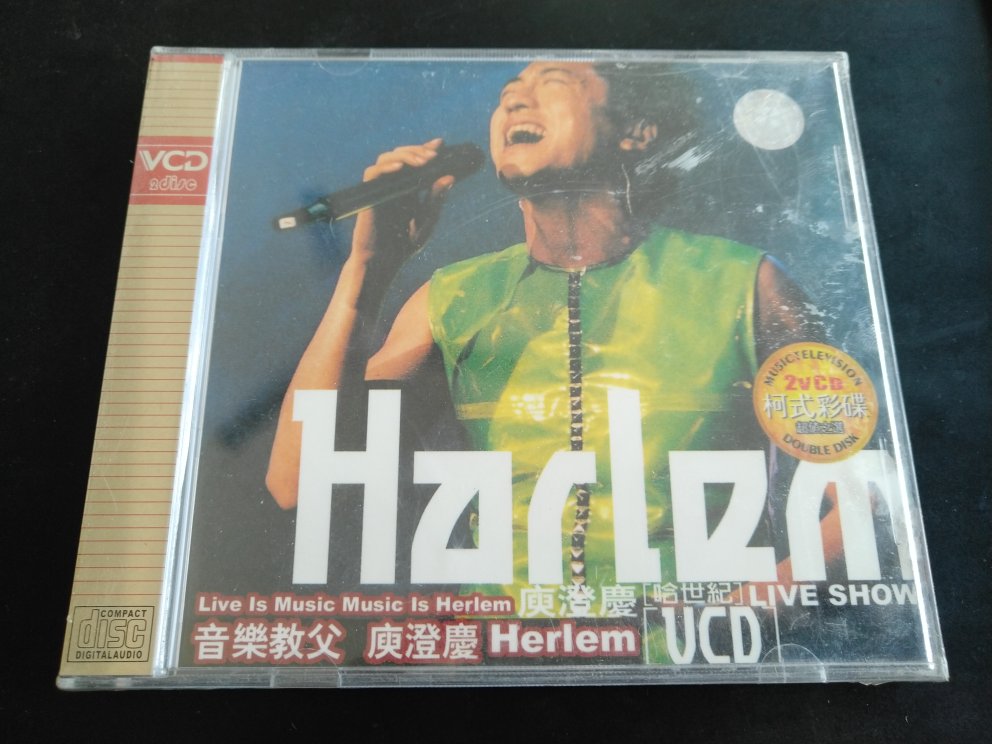 VCD
2 disc
MUSIC TELEVISION
2VCD
柯式彩碟
DOUBLE DISK
Harlem
Live Is Music Music Is Herlem 庾澄慶 [哈世紀] LIVE SHOW
音樂教父 庾澄慶 Herlem VCD
COMPACT
disc
DIGITAL AUDIO